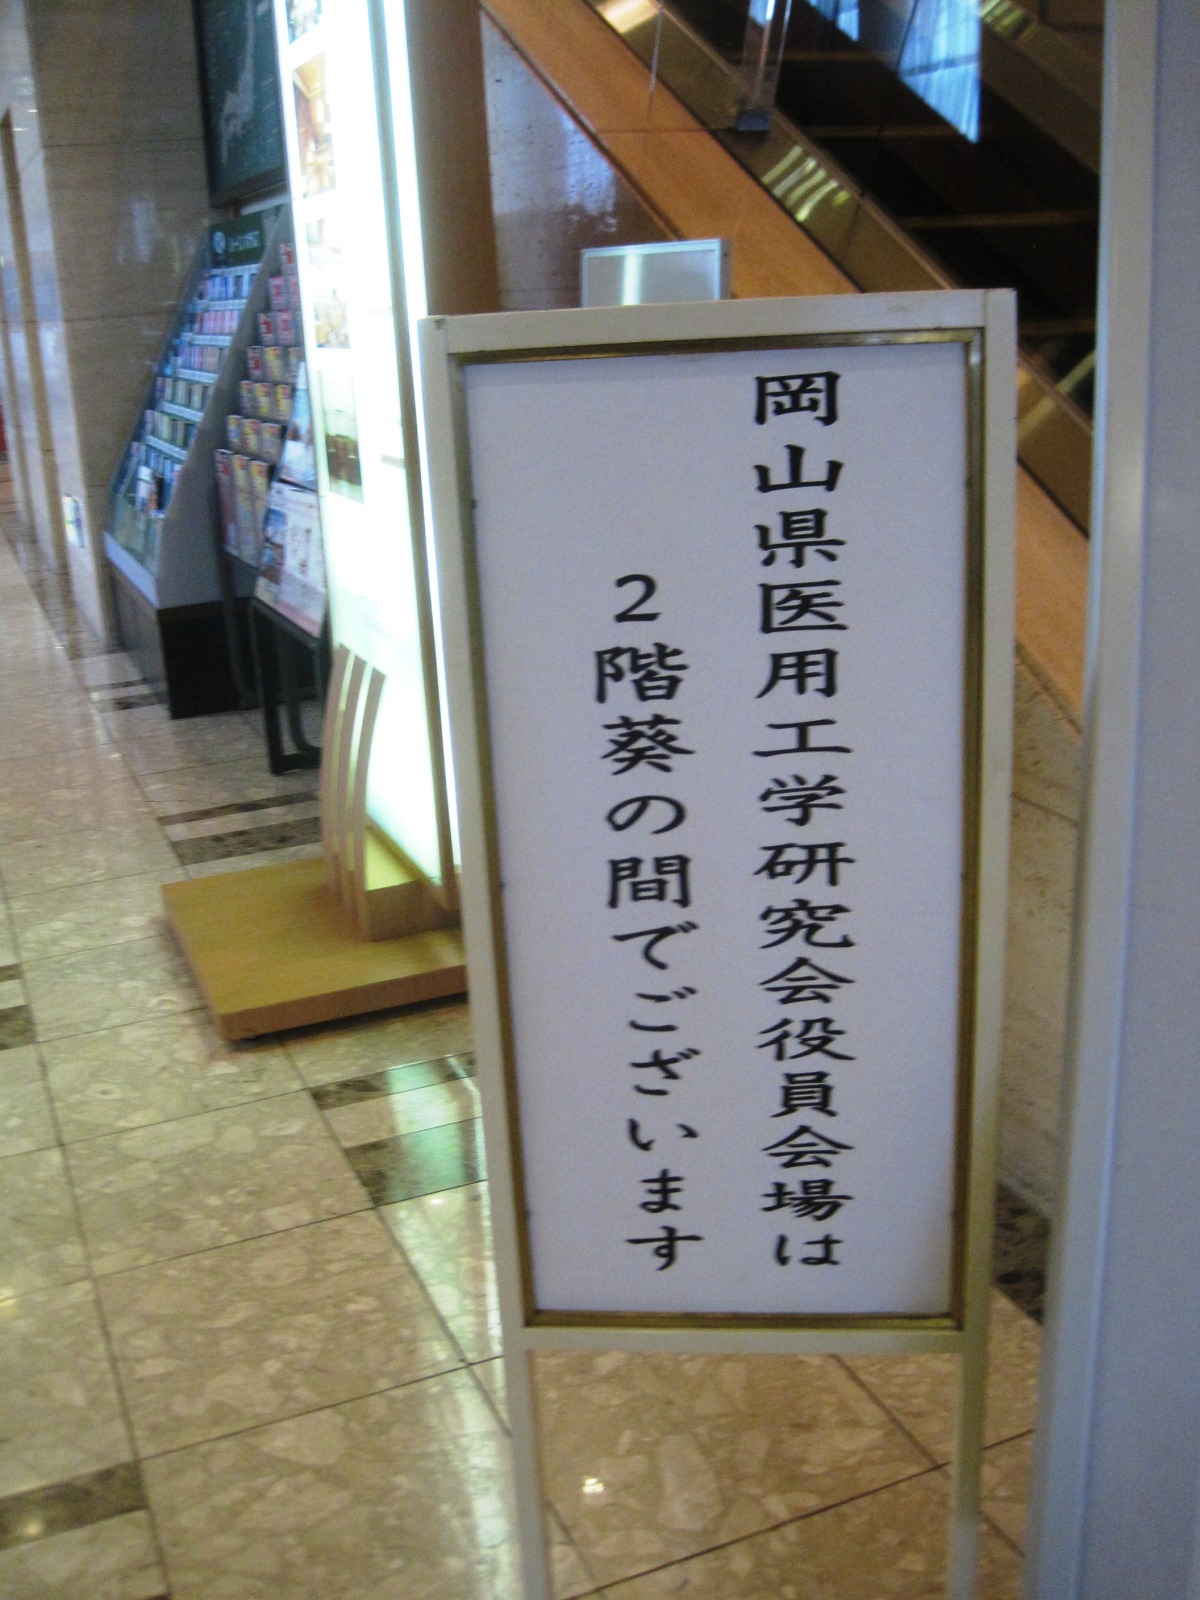 岡山県医用工学研究会役員会場は
2階葵の間でございます